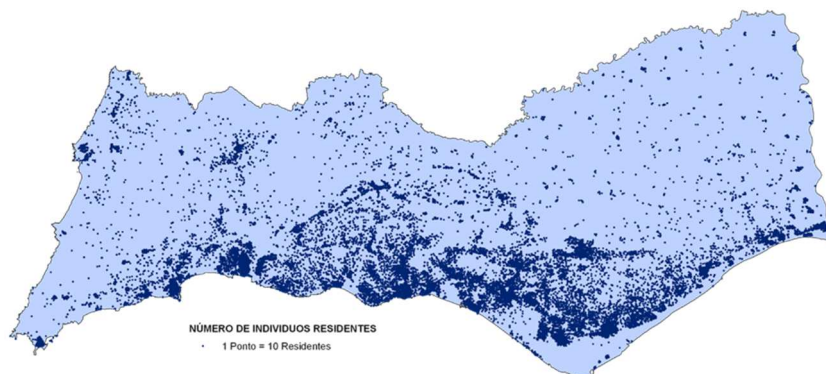 NÚMERO DE INDIVIDUOS RESIDENTES
1 Ponto = 10 Residentes